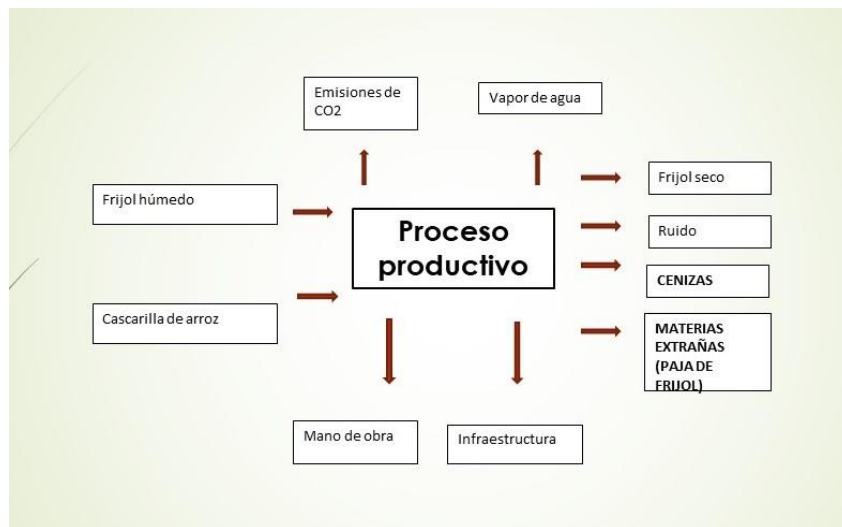 Emisiones de
CO2
Vapor de agua
Frijol húmedo
Frijol seco
Proceso
productivo
Ruido
CENIZAS
Cascarilla de arroz
MATERIAS
EXTRAÑAS
(PAJA DE
FRIJOL)
Mano de obra
Infraestructura